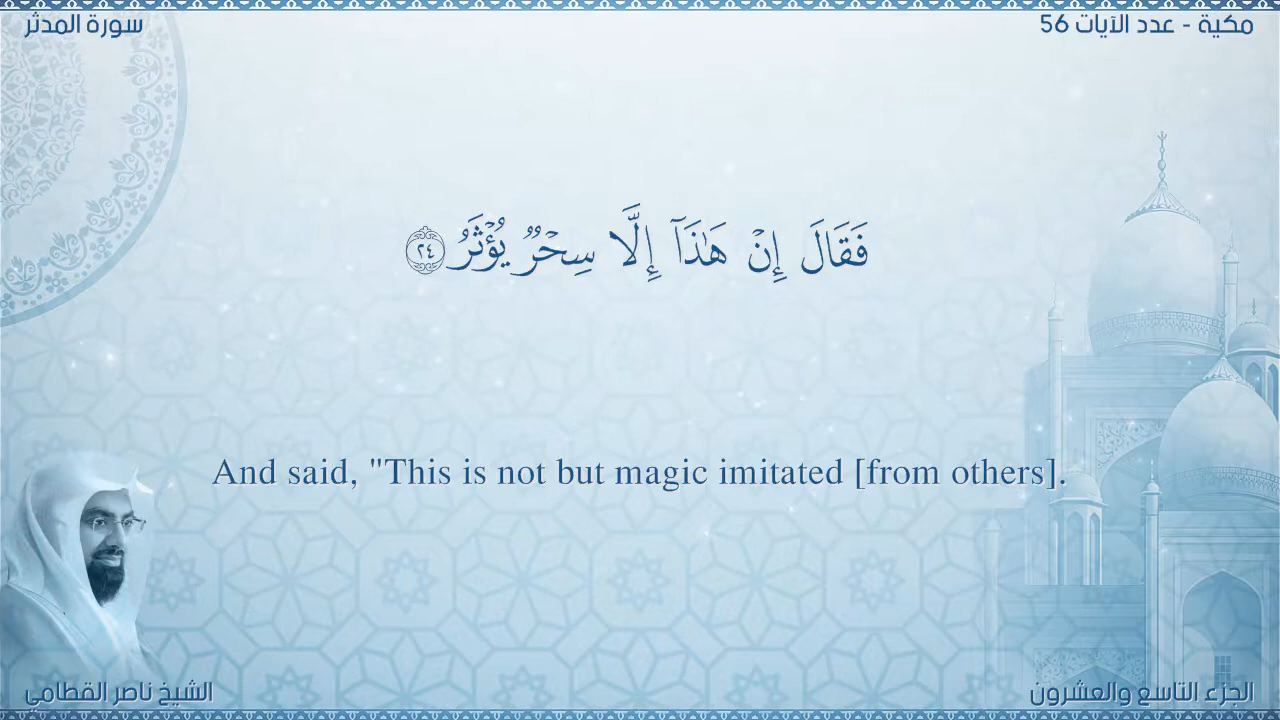 مكية - عدد الآيات 56
سورة المدثر
فَقَالَ إِنْ هَٰذَآ إِلَّا سِحْرٌ يُؤْثَرُ ٢٤
And said, "This is not but magic imitated [from others].
الجزء التاسع والعشرون
الشيخ ناصر القطامي